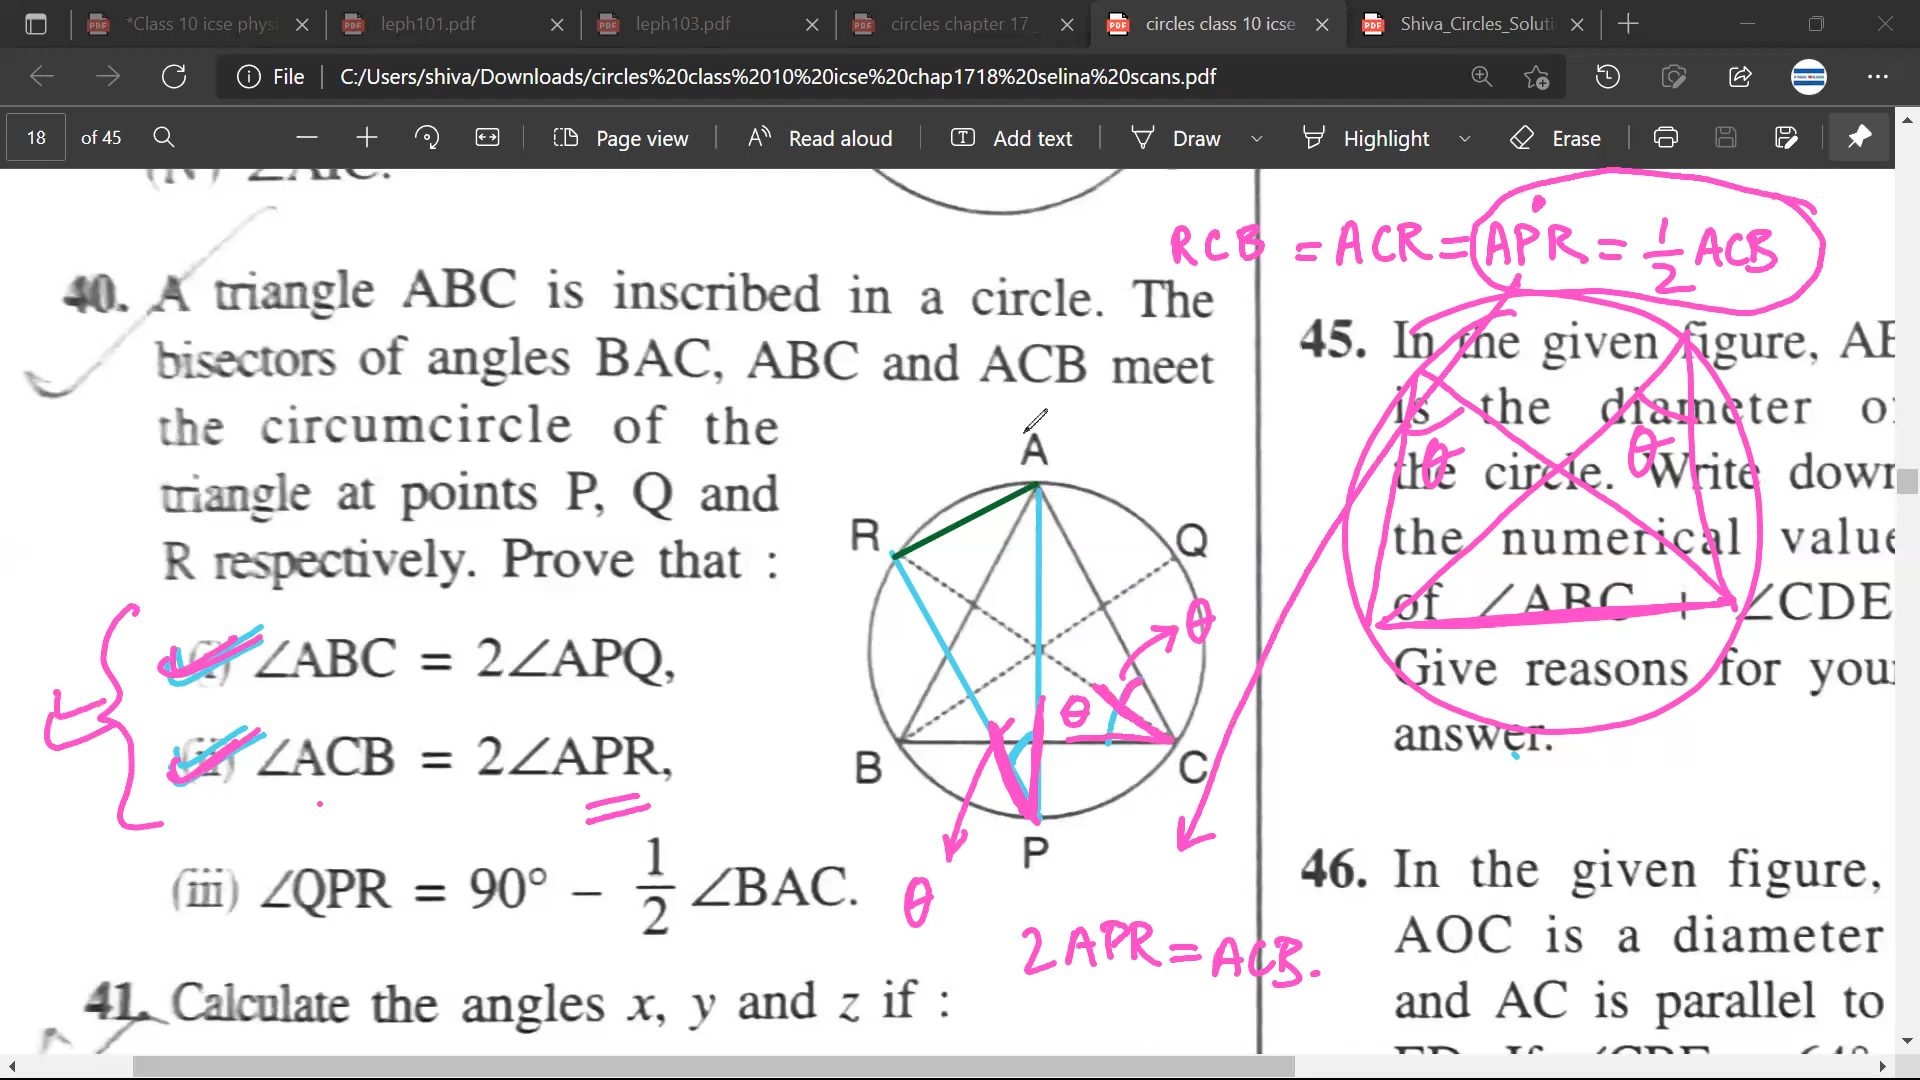 *Class 10 icse physi
leph101.pdf
leph103.pdf
circles chapter 17
circles class 10 icse
Shiva_Circles_Soluti
File
C:/Users/shiva/Downloads/circles%20class%2010%20icse%20chap1718%20selina%20scans.pdf
18 of 45
Page view
Read aloud
Add text
Draw
Highlight
Erase
40. A triangle ABC is inscribed in a circle. The
bisectors of angles BAC, ABC and ACB meet
the circumcircle of the
triangle at points P, Q and
R respectively. Prove that :
(i) ∠ABC = 2∠APQ,
(ii) ∠ACB = 2∠APR,
(iii) ∠QPR = 90° − 1/2 ∠BAC.
41. Calculate the angles x, y and z if :
A
R
Q
B
C
P
θ
θ
θ
2APR = ACB.
RCB = ACR = APR = 1/2 ACB
θ
θ
45. In the given figure, AE
is the diameter o
the circle. Write down
the numerical value
of ∠ABC + ∠CDE
Give reasons for you
answer.
46. In the given figure,
AOC is a diameter
and AC is parallel to